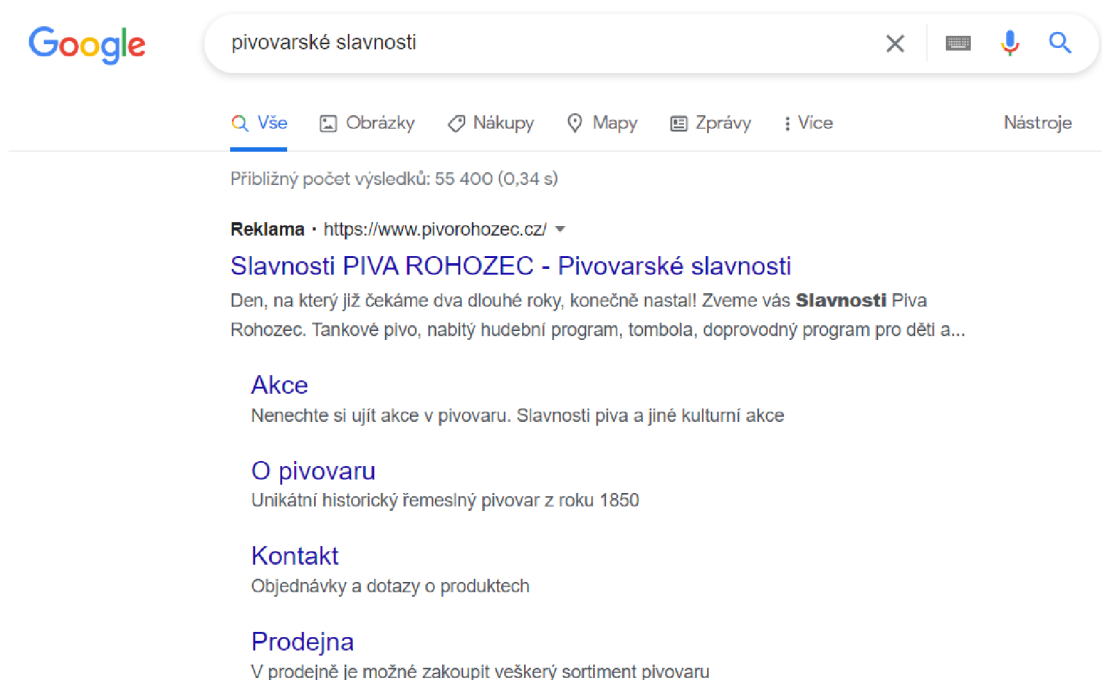 Google
pivovarské slavnosti
Vše Obrázky Nákupy Mapy Zprávy Více Nástroje
Přibližný počet výsledků: 55 400 (0,34 s)
Reklama · https://www.pivorohozec.cz/
Slavnosti PIVA ROHOZEC - Pivovarské slavnosti
Den, na který již čekáme dva dlouhé roky, konečně nastal! Zveme vás Slavnosti Piva
Rohozec. Tankové pivo, nabitý hudební program, tombola, doprovodný program pro děti a...
Akce
Nenechte si ujít akce v pivovaru. Slavnosti piva a jiné kulturní akce
O pivovaru
Unikátní historický řemeslný pivovar z roku 1850
Kontakt
Objednávky a dotazy o produktech
Prodejna
V prodejně je možné zakoupit veškerý sortiment pivovaru